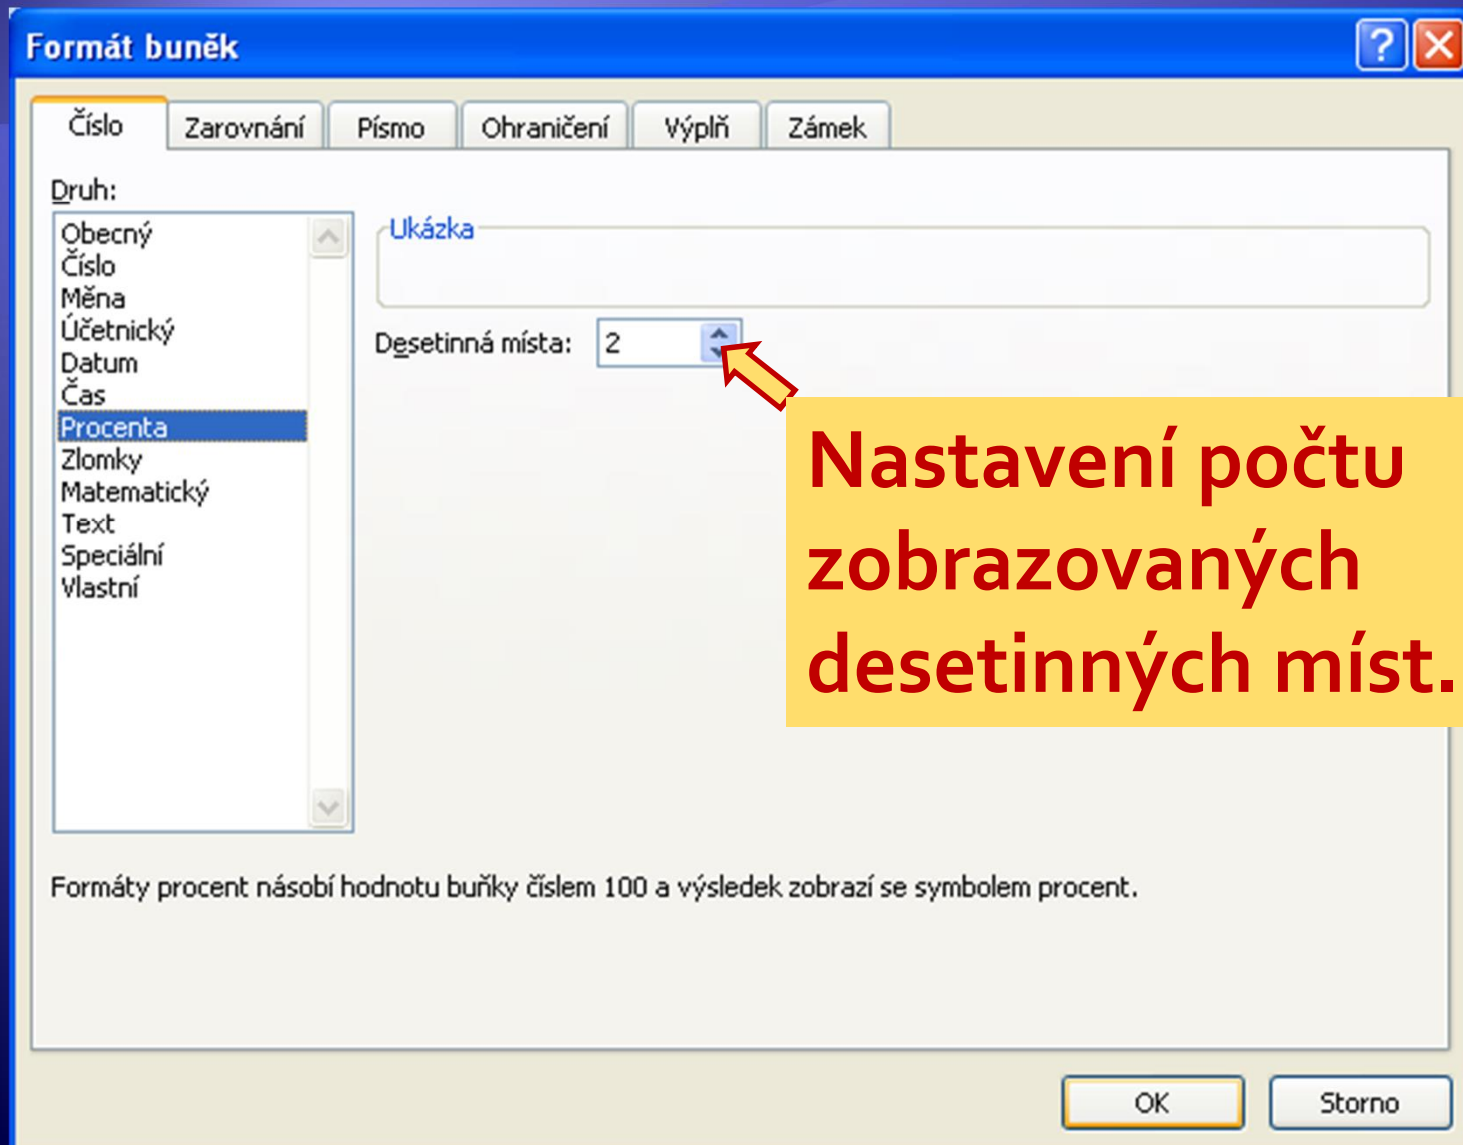 Formát buněk
Číslo Zarovnání Písmo Ohraničení Výplň Zámek
Druh:
Obecný
Číslo
Měna
Účetnický
Datum
Čas
Procenta
Zlomky
Matematický
Text
Speciální
Vlastní
Ukázka
Desetinná místa: 2
Nastavení počtu
zobrazovaných
desetinných míst.
Formáty procent násobí hodnotu buňky číslem 100 a výsledek zobrazí se symbolem procent.
OK Storno